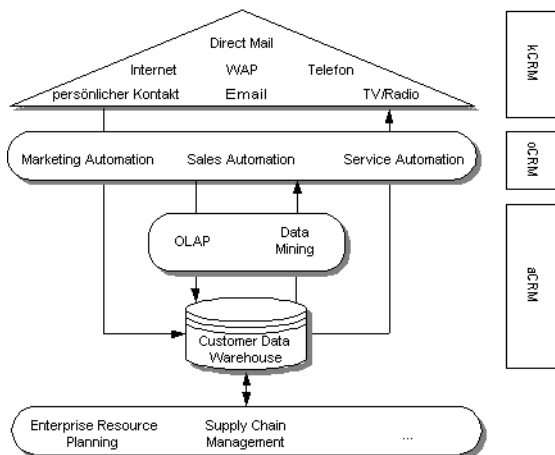 Direct Mail
Internet WAP Telefon
persönlicher Kontakt Email TV/Radio
kCRM
Marketing Automation Sales Automation Service Automation
oCRM
OLAP Data
Mining
aCRM
Customer Data
Warehouse
Enterprise Resource
Planning
Supply Chain
Management
...